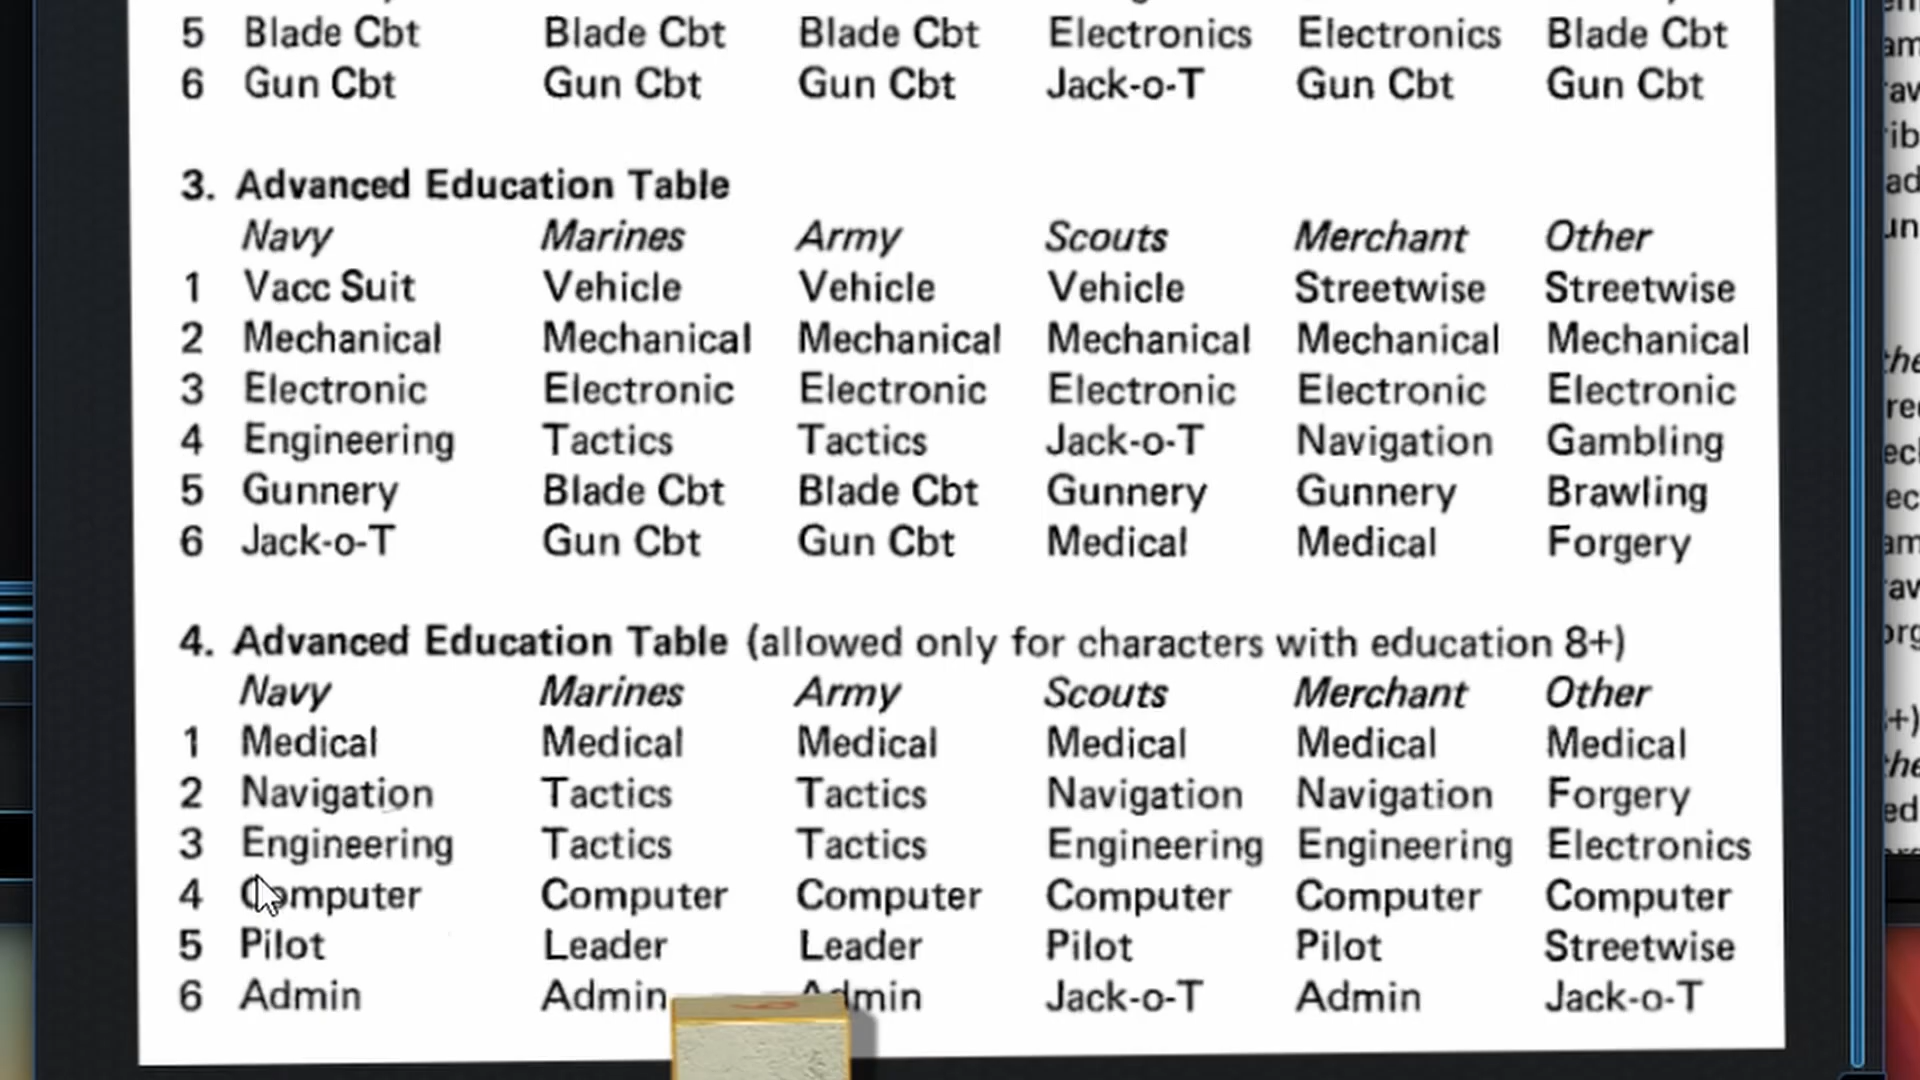 5 Blade Cbt Blade Cbt Blade Cbt Electronics Electronics Blade Cbt
6 Gun Cbt Gun Cbt Gun Cbt Jack-o-T Gun Cbt Gun Cbt
3. Advanced Education Table
Navy Marines Army Scouts Merchant Other
1 Vacc Suit Vehicle Vehicle Vehicle Streetwise Streetwise
2 Mechanical Mechanical Mechanical Mechanical Mechanical Mechanical
3 Electronic Electronic Electronic Electronic Electronic Electronic
4 Engineering Tactics Tactics Jack-o-T Navigation Gambling
5 Gunnery Blade Cbt Blade Cbt Gunnery Gunnery Brawling
6 Jack-o-T Gun Cbt Gun Cbt Medical Medical Forgery
4. Advanced Education Table (allowed only for characters with education 8+)
Navy Marines Army Scouts Merchant Other
1 Medical Medical Medical Medical Medical Medical
2 Navigation Tactics Tactics Navigation Navigation Forgery
3 Engineering Tactics Tactics Engineering Engineering Electronics
4 Computer Computer Computer Computer Computer Computer
5 Pilot Leader Leader Pilot Pilot Streetwise
6 Admin Admin Admin Jack-o-T Admin Jack-o-T